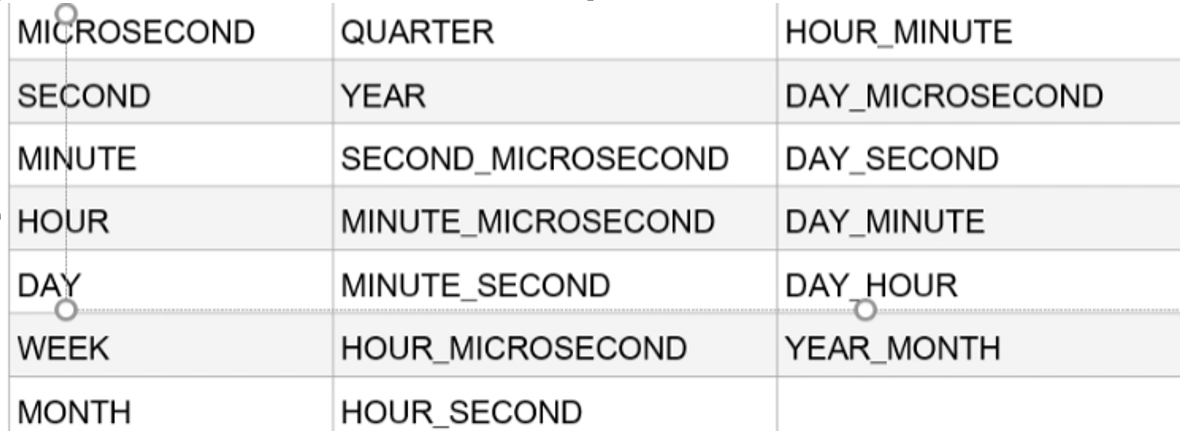 MICROSECOND QUARTER HOUR_MINUTE
SECOND YEAR DAY_MICROSECOND
MINUTE SECOND_MICROSECOND DAY_SECOND
HOUR MINUTE_MICROSECOND DAY_MINUTE
DAY MINUTE_SECOND DAY_HOUR
WEEK HOUR_MICROSECOND YEAR_MONTH
MONTH HOUR_SECOND